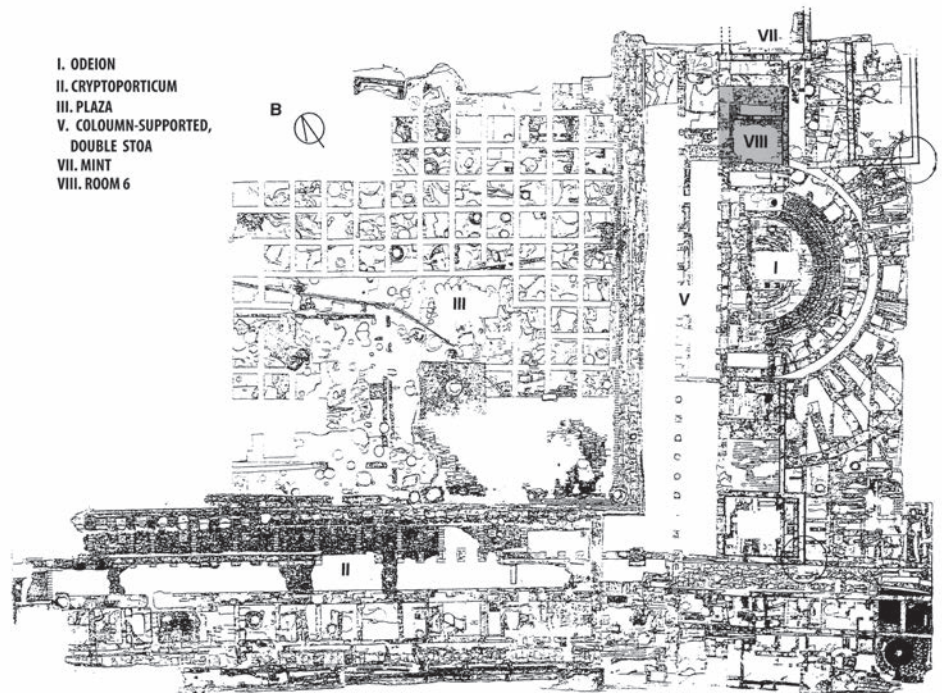 I. ODEION
II. CRYPTOPORTICUM
III. PLAZA
V. COLOUMN-SUPPORTED,
DOUBLE STOA
VII. MINT
VIII. ROOM 6
B
VII
VIII
I
V
III
II